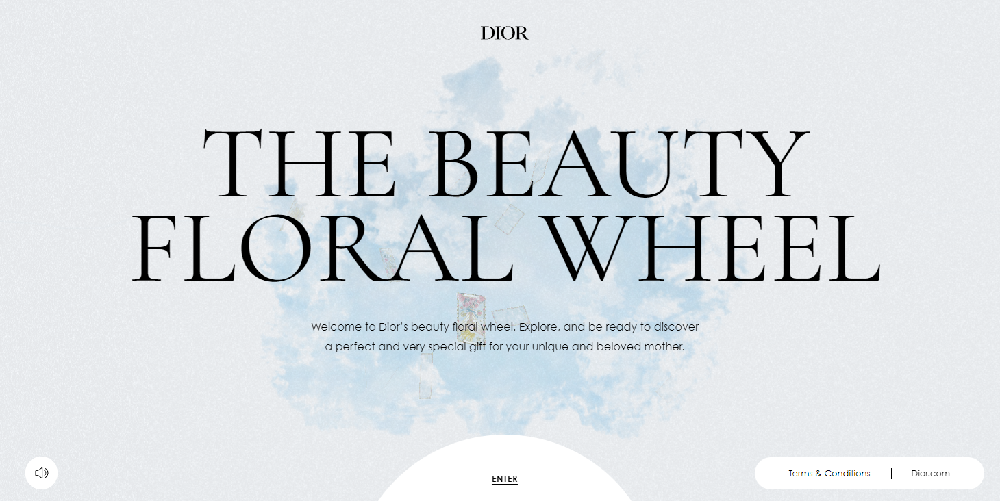 DIOR
THE BEAUTY
FLORAL WHEEL
Welcome to Dior’s beauty floral wheel. Explore, and be ready to discover
a perfect and very special gift for your unique and beloved mother.
ENTER
Terms & Conditions | Dior.com